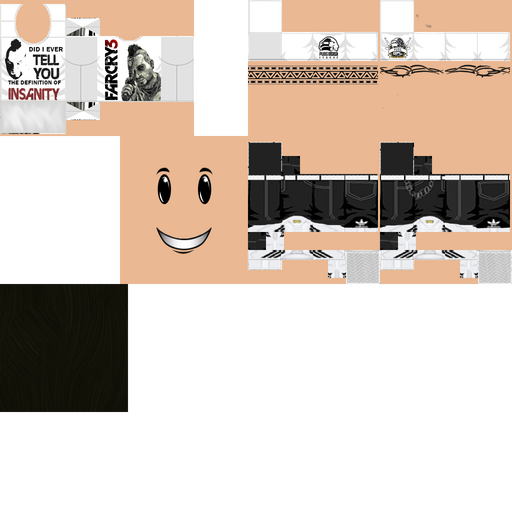 DID I EVER
TELL
YOU
THE DEFINITION OF
INSANITY
FARCRY3